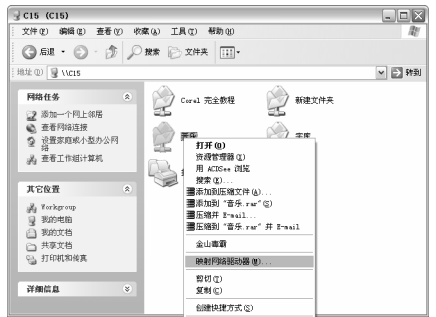 C15 (C15)
文件(F) 编辑(E) 查看(V) 收藏(A) 工具(T) 帮助(H)
后退 搜索 文件夹
地址(D) \\C15 转到
网络任务
添加一个网上邻居
查看网络连接
设置家庭或小型办公网络
查看工作组计算机
其它位置
Workgroup
我的电脑
我的文档
共享文档
打印机和传真
详细信息
Corel 完全教程 新建文件夹
音乐 字库
打开(O)
资源管理器(X)
用 ACDSee 浏览
搜索(E)...
添加到压缩文件(A)...
添加到 "音乐.rar"(S)
压缩并 E-mail...
压缩到 "音乐.rar" 并 E-mail
金山毒霸
映射网络驱动器(M)...
剪切(T)
复制(C)
创建快捷方式(S)